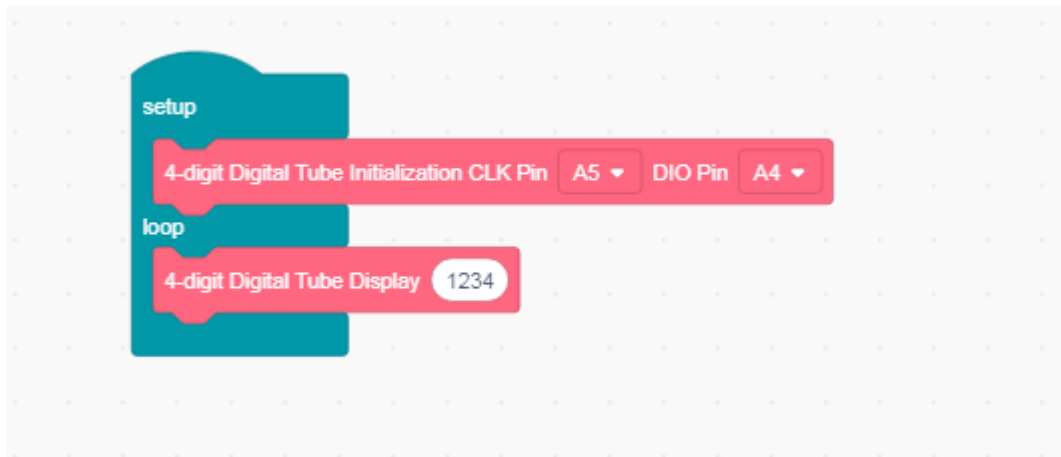 setup
4-digit Digital Tube Initialization CLK Pin A5 DIO Pin A4
loop
4-digit Digital Tube Display 1234